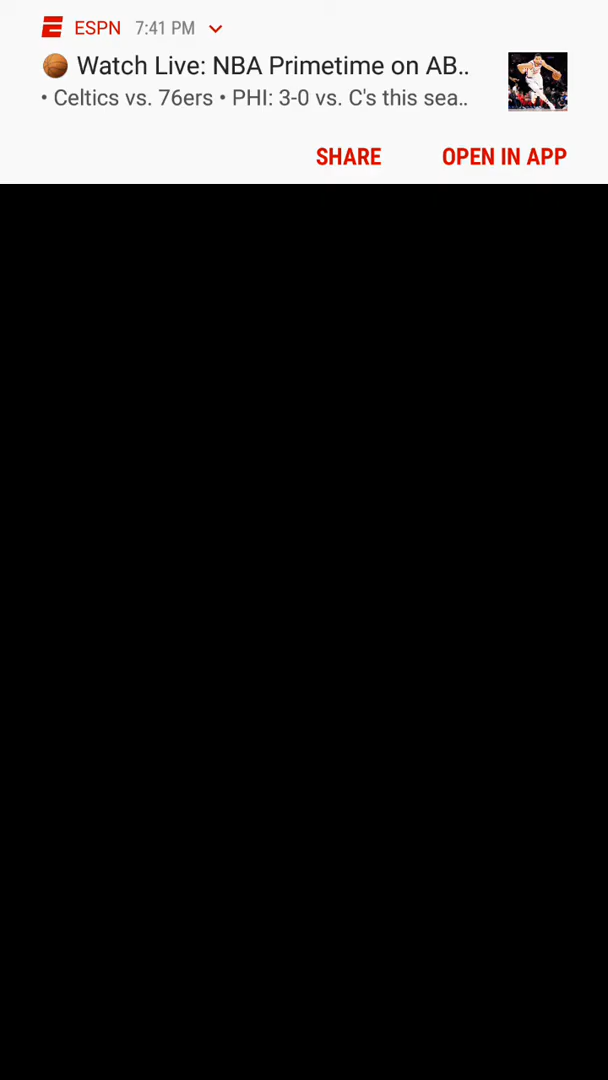 ESPN 7:41 PM
Watch Live: NBA Primetime on AB..
• Celtics vs. 76ers • PHI: 3-0 vs. C's this sea..
SHARE OPEN IN APP